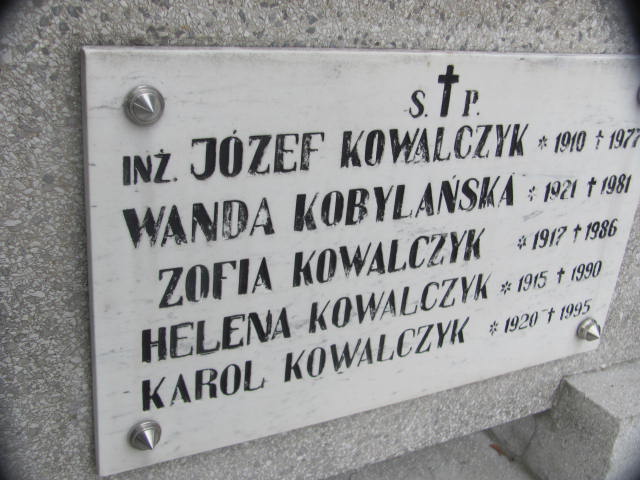 S. † P.
INŻ. JÓZEF KOWALCZYK * 1910 † 1977
WANDA KOBYLAŃSKA * 1921 † 1981
ZOFIA KOWALCZYK * 1917 † 1986
HELENA KOWALCZYK * 1915 † 1990
KAROL KOWALCZYK * 1920 † 1995